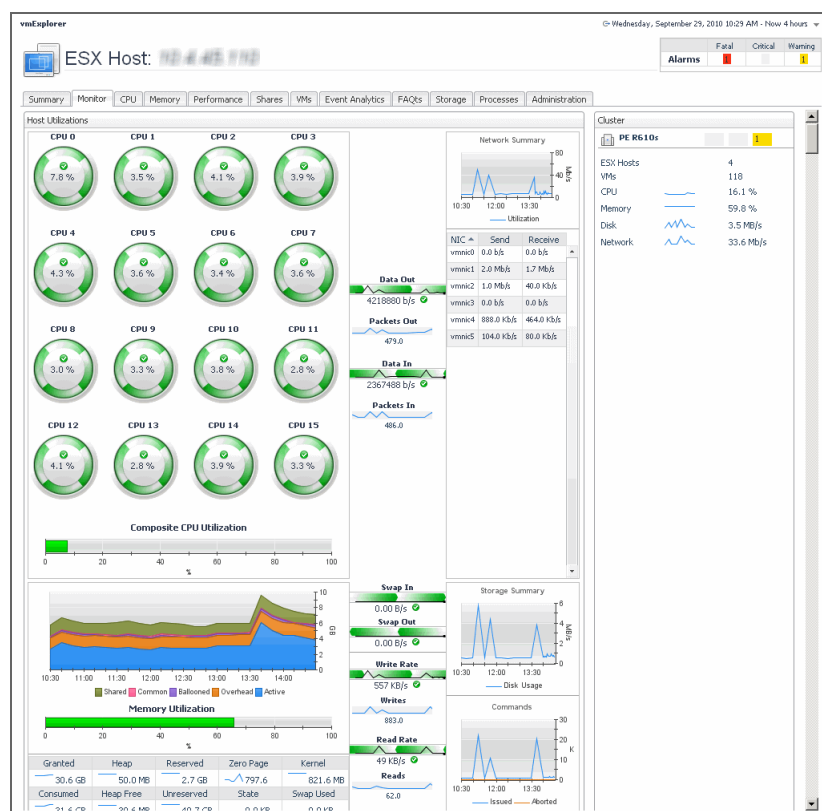 vmExplorer
Wednesday, September 29, 2010 10:29 AM - Now 4 hours
ESX Host:
Fatal Critical Warning
Alarms 1 1
Summary Monitor CPU Memory Performance Shares VMs Event Analytics FAQts Storage Processes Administration
Host Utilizations
CPU 0 CPU 1 CPU 2 CPU 3
7.8 % 3.5 % 4.1 % 3.9 %
CPU 4 CPU 5 CPU 6 CPU 7
4.3 % 3.6 % 3.4 % 3.6 %
CPU 8 CPU 9 CPU 10 CPU 11
3.0 % 3.3 % 3.8 % 2.8 %
CPU 12 CPU 13 CPU 14 CPU 15
4.1 % 2.8 % 3.9 % 3.3 %
Composite CPU Utilization
0 20 40 60 80 100
%
Data Out
4218880 b/s
Packets Out
479.0
Data In
2367488 b/s
Packets In
486.0
Network Summary
80
40
0
Mb/s
10:30 12:00 13:30
Utilization
NIC Send Receive
vmnic0 0.0 b/s 0.0 b/s
vmnic1 2.0 Mb/s 1.7 Mb/s
vmnic2 1.0 Mb/s 40.0 Kb/s
vmnic3 0.0 b/s 0.0 b/s
vmnic4 888.0 Kb/s 464.0 Kb/s
vmnic5 104.0 Kb/s 80.0 Kb/s
Cluster
PE R610s 1
ESX Hosts 4
VMs 118
CPU 16.1 %
Memory 59.8 %
Disk 3.5 MB/s
Network 33.6 Mb/s
10
8
6
4
2
0
GB
10:30 11:00 11:30 12:00 12:30 13:00 13:30 14:00
Shared Common Ballooned Overhead Active
Memory Utilization
0 20 40 60 80 100
%
Granted Heap Reserved Zero Page Kernel
30.6 GB 50.0 MB 2.7 GB 797.6 821.6 MB
Consumed Heap Free Unreserved State Swap Used
31.6 GB 30.6 MB 40.7 GB 0.0 KB 0.0 KB
Swap In
0.00 B/s
Swap Out
0.00 B/s
Write Rate
557 KB/s
Writes
883.0
Read Rate
49 KB/s
Reads
62.0
Storage Summary
6
4
2
0
MB/s
10:30 12:00 13:30
Disk Usage
Commands
30
20
10
0
K
10:30 12:00 13:30
Issued Aborted